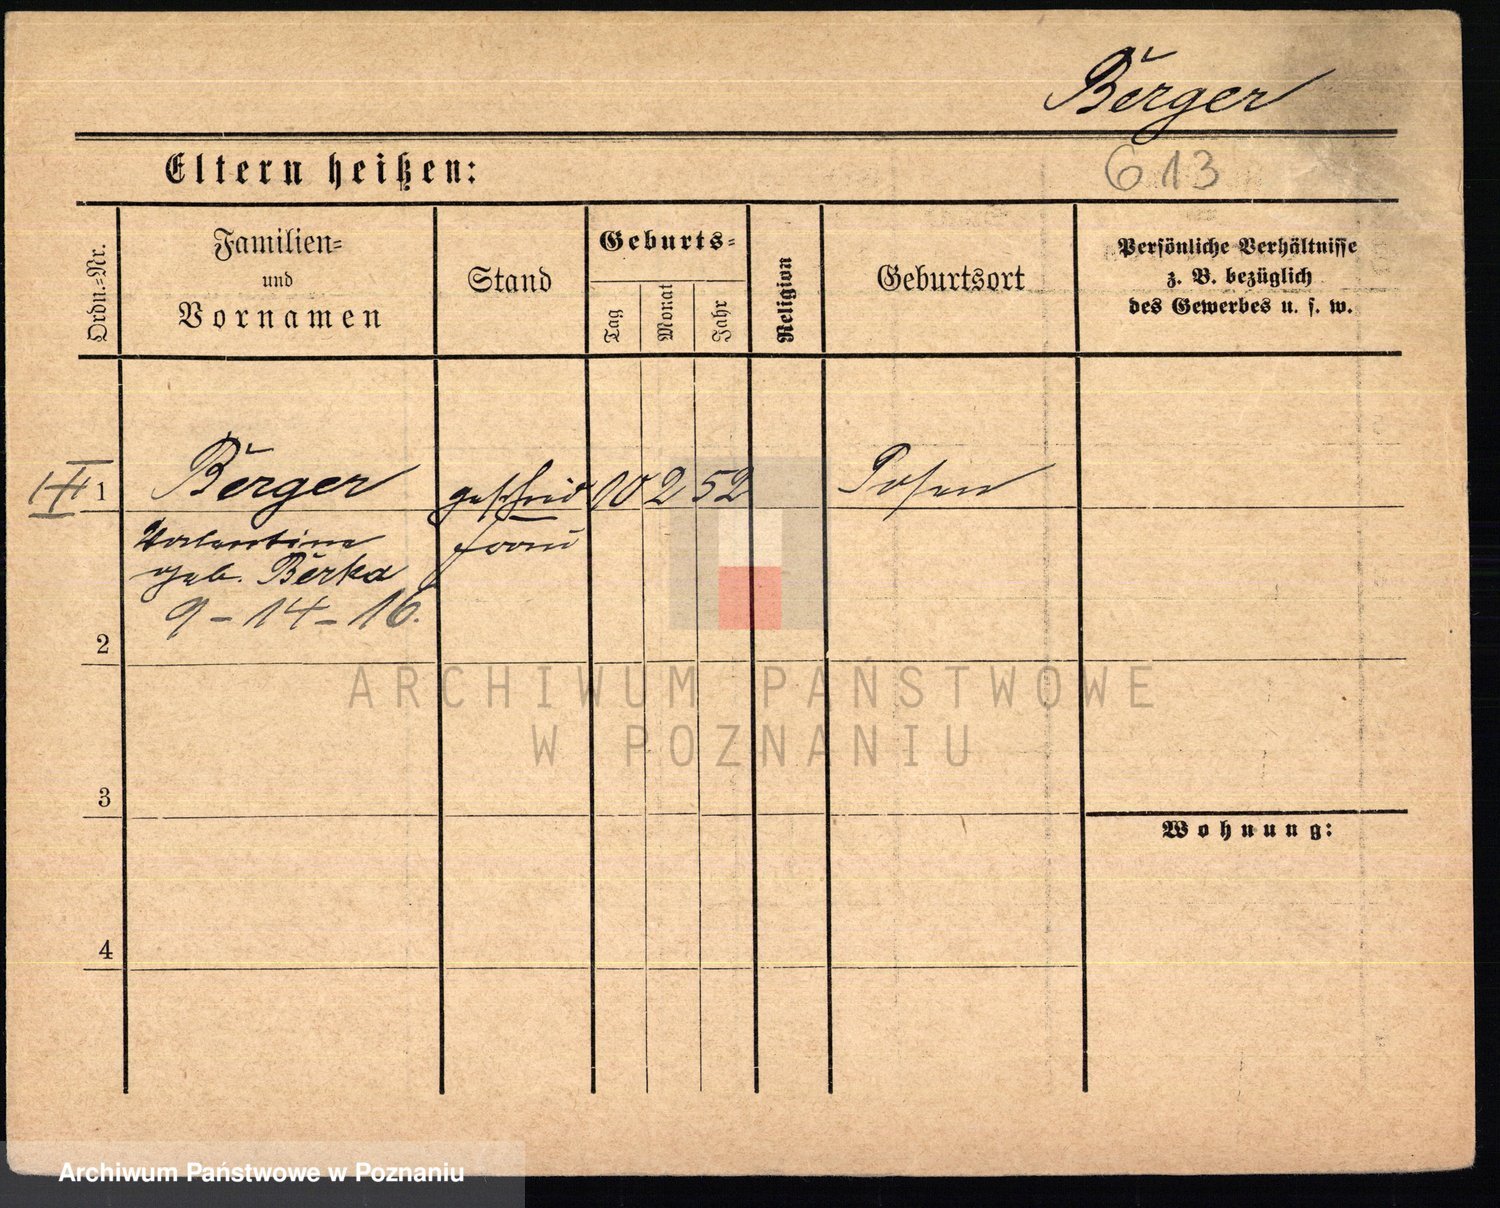 Berger
Eltern heißen:
613
Ordn.-Nr.
Familien-
und
Vornamen
Stand
Geburts-
Tag
Monat
Jahr
Religion
Geburtsort
Persönliche Verhältnisse
z. B. bezüglich
des Gewerbes u. s. w.
1
Berger
geschied
10
2
52
Posen
Valentine
frau
geb. Berka
9-14-16.
2
ARCHIWUM PAŃSTWOWE
W POZNANIU
3
Wohnung:
4
Archiwum Państwowe w Poznaniu